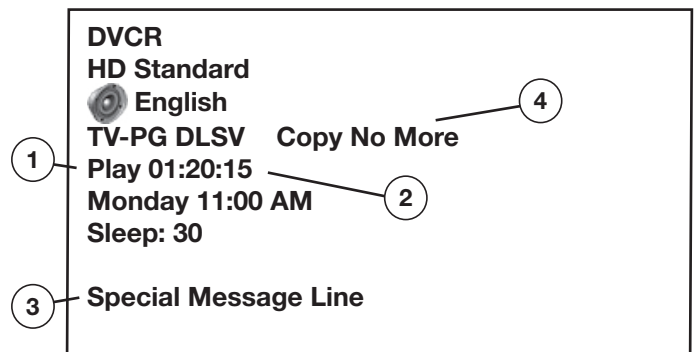 DVCR
HD Standard
English
TV-PG DLSV Copy No More
Play 01:20:15
Monday 11:00 AM
Sleep: 30
Special Message Line
1
2
3
4